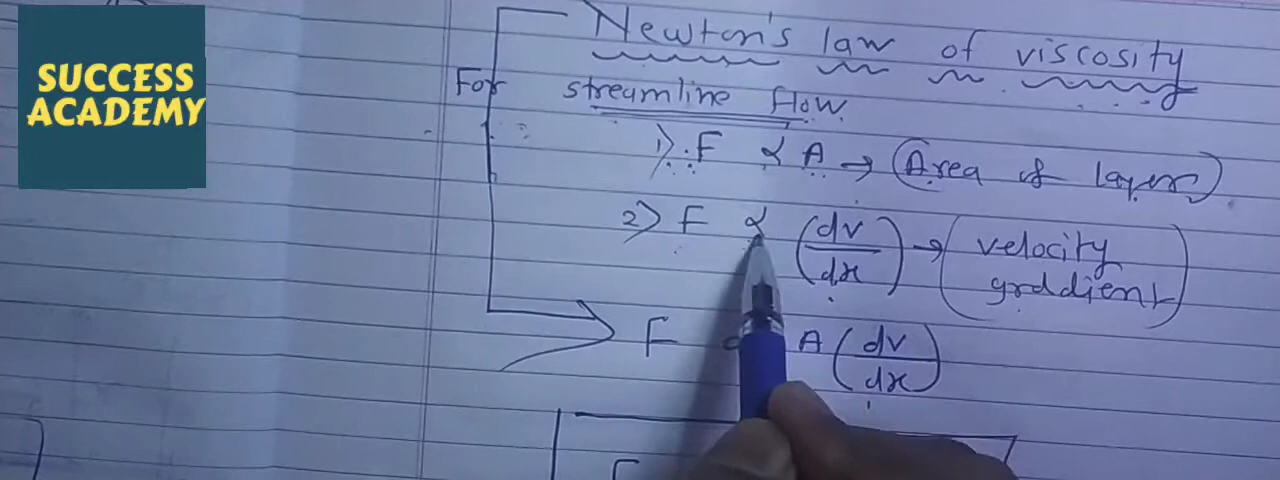 SUCCESS
ACADEMY
Newton's law of viscosity
For streamline flow
1) F ∝ A → (Area of layer)
2) F ∝ (dv/dx) → (velocity gradient)
F ∝ A (dv/dx)